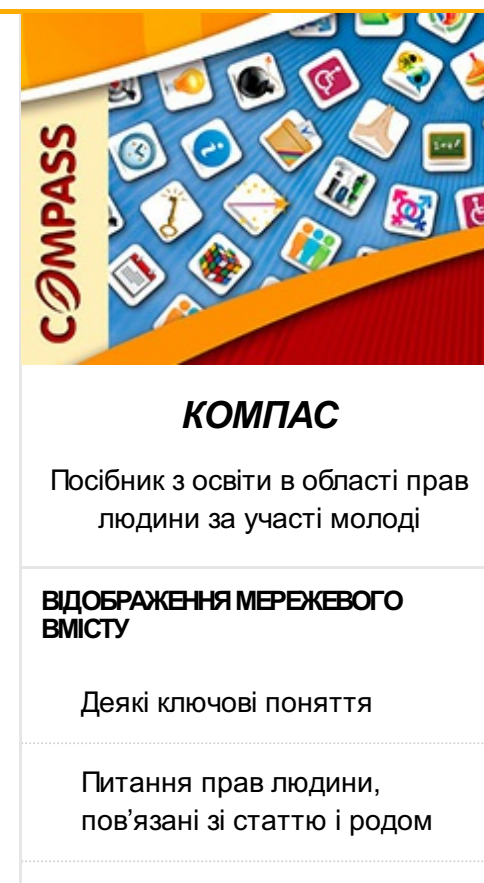 COMPASS
КОМПАС
Посібник з освіти в області прав
людини за участі молоді
ВІДОБРАЖЕННЯ МЕРЕЖЕВОГО
ВМІСТУ
Деякі ключові поняття
Питання прав людини,
пов’язані зі статтю і родом